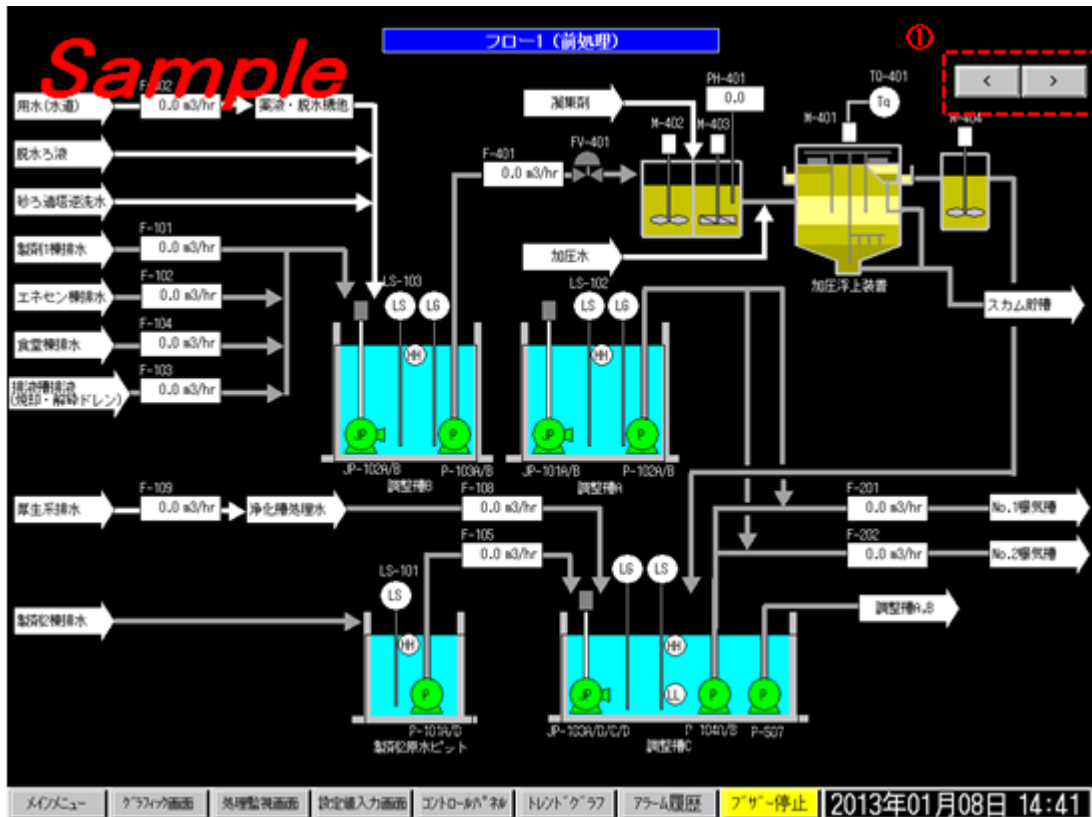 Sample
フロー1 (前処理)
①
<
>
F-402
用水(水道)
0.0 m3/hr
薬液・脱水機他
脱水ろ液
砂ろ過塔逆洗水
F-101
製剤1棟排水
0.0 m3/hr
F-102
エネセン棟排水
0.0 m3/hr
F-104
食堂棟排水
0.0 m3/hr
F-103
排液槽排液
(焼却・解砕ドレン)
0.0 m3/hr
凝集剤
PH-401
0.0
TQ-401
Tq
M-402
M-403
M-401
M-404
F-401
0.0 m3/hr
FV-401
加圧水
加圧浮上装置
スカム貯槽
LS-103
LS
LG
HH
JP
P
JP-102A/B
P-103A/B
調整槽B
LS-102
LS
LG
HH
JP
P
JP-101A/B
P-102A/B
調整槽A
F-109
厚生系排水
0.0 m3/hr
浄化槽処理水
F-108
0.0 m3/hr
F-105
0.0 m3/hr
F-201
0.0 m3/hr
No.1曝気槽
F-202
0.0 m3/hr
No.2曝気槽
調整槽A,B
製剤2棟排水
LS-101
LS
HH
P
製剤2原水ピット
LG
LS
HH
LL
JP
P
P
P-507
調整槽C
メインメニュー
グラフィック画面
処理監視画面
設定値入力画面
コントロールパネル
トレンドグラフ
アラーム履歴
ブザー停止
2013年01月08日 14:41